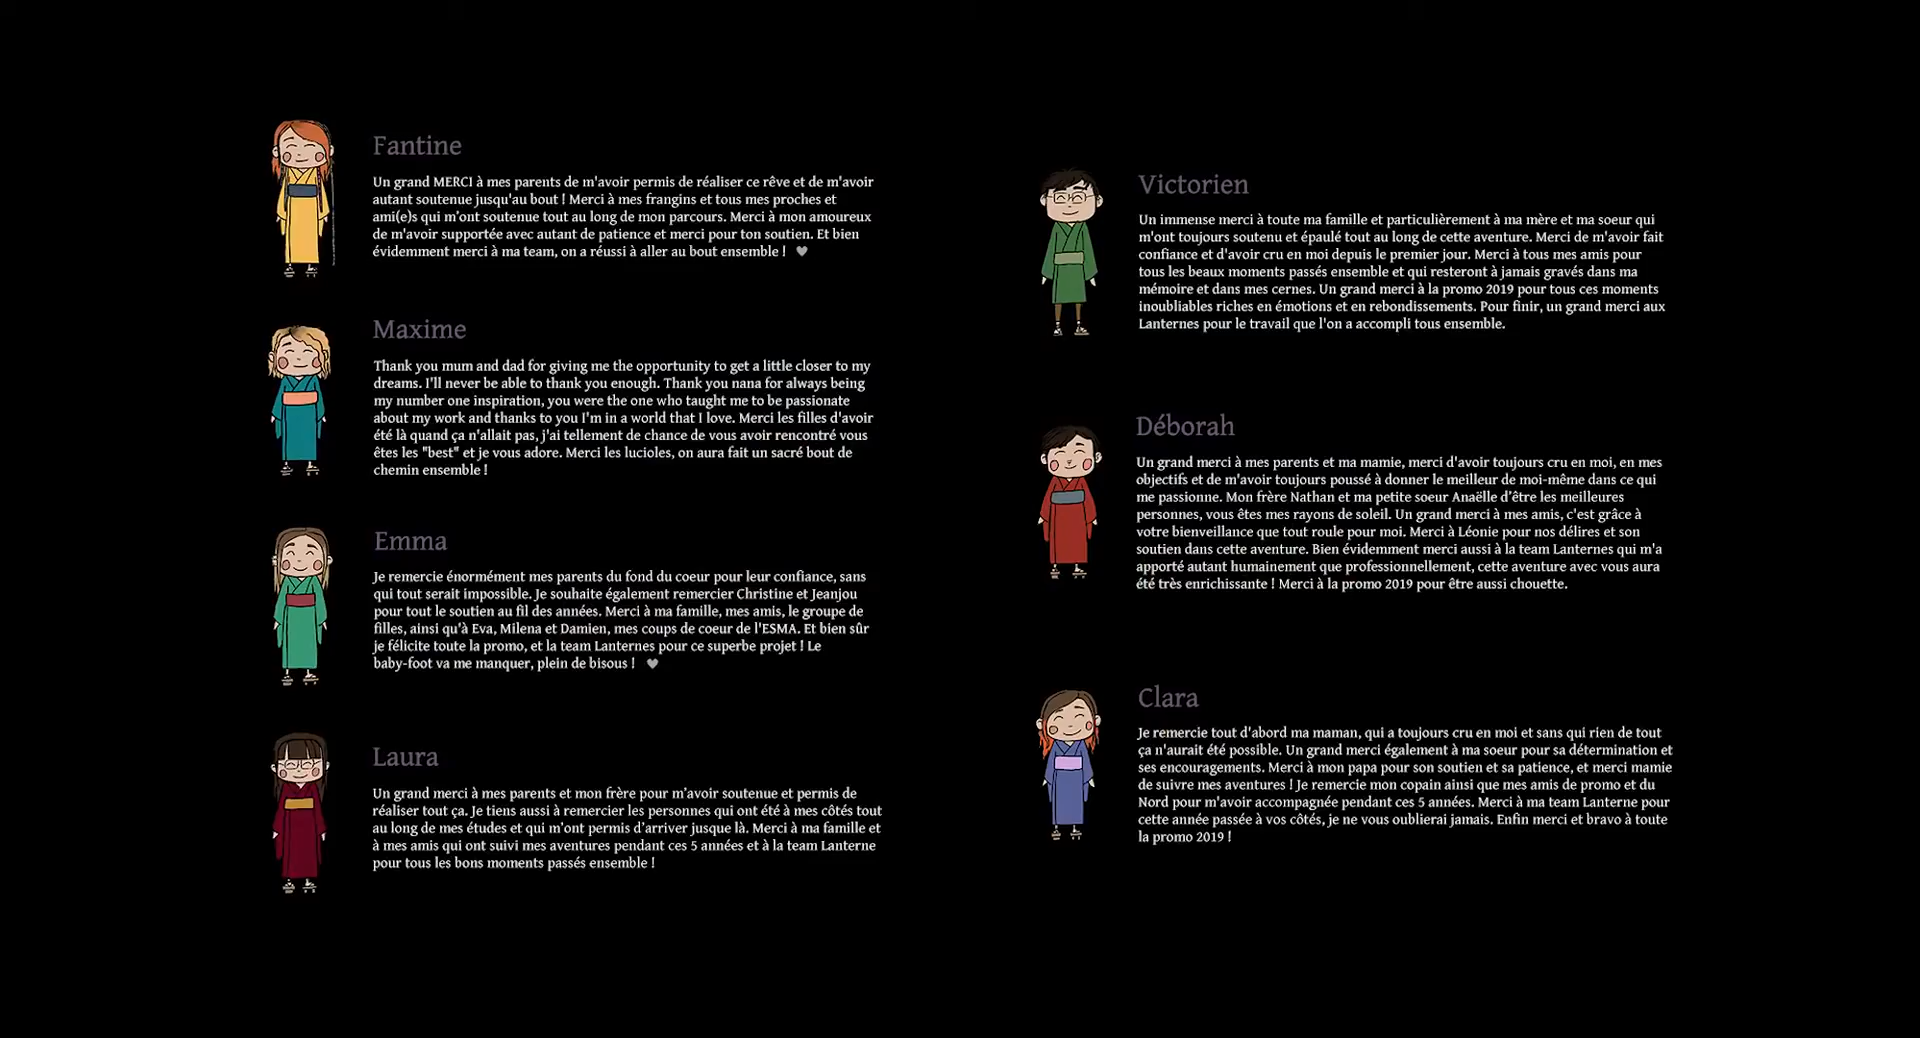 Fantine
Un grand MERCI à mes parents de m'avoir permis de réaliser ce rêve et de m'avoir
autant soutenue jusqu'au bout ! Merci à mes frangins et tous mes proches et
ami(e)s qui m'ont soutenue tout au long de mon parcours. Merci à mon amoureux
de m'avoir supportée avec autant de patience et merci pour ton soutien. Et bien
évidemment merci à ma team, on a réussi à aller au bout ensemble ! ♥
Maxime
Thank you mum and dad for giving me the opportunity to get a little closer to my
dreams. I'll never be able to thank you enough. Thank you nana for always being
my number one inspiration, you were the one who taught me to be passionate
about my work and thanks to you I'm in a world that I love. Merci les filles d'avoir
été là quand ça n'allait pas, j'ai tellement de chance de vous avoir rencontré vous
êtes les "best" et je vous adore. Merci les lucioles, on aura fait un sacré bout de
chemin ensemble !
Emma
Je remercie énormément mes parents du fond du coeur pour leur confiance, sans
qui tout serait impossible. Je souhaite également remercier Christine et Jeanjou
pour tout le soutien au fil des années. Merci à ma famille, mes amis, le groupe de
filles, ainsi qu'à Eva, Milena et Damien, mes coups de coeur de l'ESMA. Et bien sûr
je félicite toute la promo, et la team Lanternes pour ce superbe projet ! Le
baby-foot va me manquer, plein de bisous ! ♥
Laura
Un grand merci à mes parents et mon frère pour m'avoir soutenue et permis de
réaliser tout ça. Je tiens aussi à remercier les personnes qui ont été à mes côtés tout
au long de mes études et qui m'ont permis d'arriver jusque là. Merci à ma famille et
à mes amis qui ont suivi mes aventures pendant ces 5 années et à la team Lanterne
pour tous les bons moments passés ensemble !
Victorien
Un immense merci à toute ma famille et particulièrement à ma mère et ma soeur qui
m'ont toujours soutenu et épaulé tout au long de cette aventure. Merci de m'avoir fait
confiance et d'avoir cru en moi depuis le premier jour. Merci à tous mes amis pour
tous les beaux moments passés ensemble et qui resteront à jamais gravés dans ma
mémoire et dans mes cernes. Un grand merci à la promo 2019 pour tous ces moments
inoubliables riches en émotions et en rebondissements. Pour finir, un grand merci aux
Lanternes pour le travail que l'on a accompli tous ensemble.
Déborah
Un grand merci à mes parents et ma mamie, merci d'avoir toujours cru en moi, en mes
objectifs et de m'avoir toujours poussé à donner le meilleur de moi-même dans ce qui
me passionne. Mon frère Nathan et ma petite soeur Anaëlle d'être les meilleures
personnes, vous êtes mes rayons de soleil. Un grand merci à mes amis, c'est grâce à
votre bienveillance que tout roule pour moi. Merci à Léonie pour nos délires et son
soutien dans cette aventure. Bien évidemment merci aussi à la team Lanternes qui m'a
apporté autant humainement que professionnellement, cette aventure avec vous aura
été très enrichissante ! Merci à la promo 2019 pour être aussi chouette.
Clara
Je remercie tout d'abord ma maman, qui a toujours cru en moi et sans qui rien de tout
ça n'aurait été possible. Un grand merci également à ma soeur pour sa détermination et
ses encouragements. Merci à mon papa pour son soutien et sa patience, et merci mamie
de suivre mes aventures ! Je remercie mon copain ainsi que mes amis de promo et du
Nord pour m'avoir accompagnée pendant ces 5 années. Merci à ma team Lanterne pour
cette année passée à vos côtés, je ne vous oublierai jamais. Enfin merci et bravo à toute
la promo 2019 !